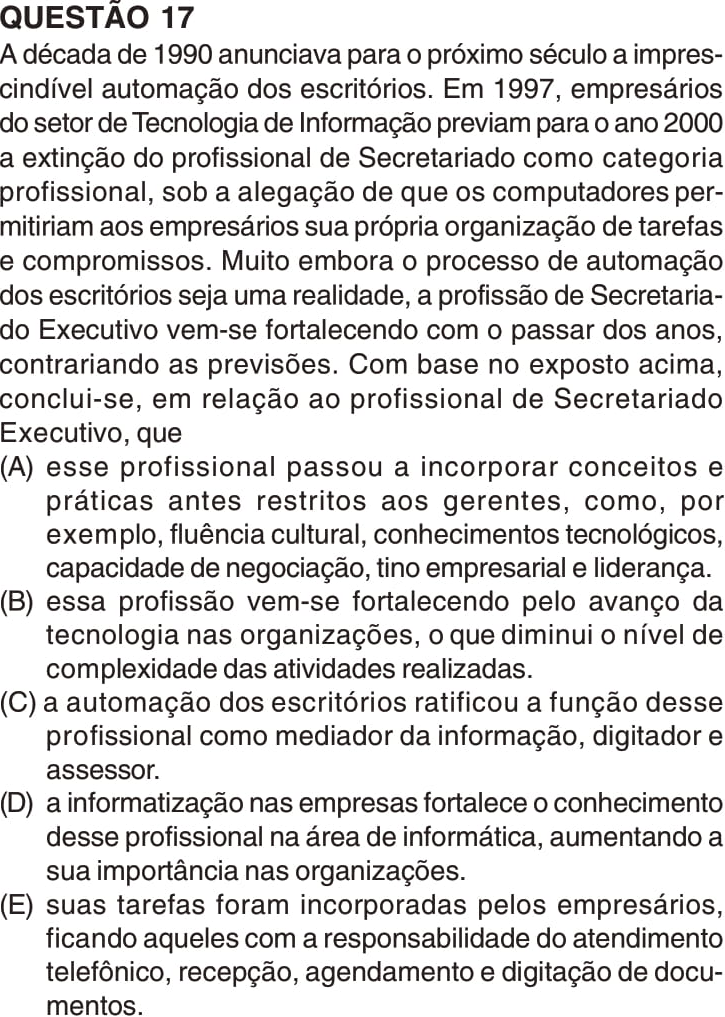 QUESTÃO 17
A década de 1990 anunciava para o próximo século a impres-
cindível automação dos escritórios. Em 1997, empresários
do setor de Tecnologia de Informação previam para o ano 2000
a extinção do profissional de Secretariado como categoria
profissional, sob a alegação de que os computadores per-
mitiriam aos empresários sua própria organização de tarefas
e compromissos. Muito embora o processo de automação
dos escritórios seja uma realidade, a profissão de Secretaria-
do Executivo vem-se fortalecendo com o passar dos anos,
contrariando as previsões. Com base no exposto acima,
conclui-se, em relação ao profissional de Secretariado
Executivo, que
(A) esse profissional passou a incorporar conceitos e
práticas antes restritos aos gerentes, como, por
exemplo, fluência cultural, conhecimentos tecnológicos,
capacidade de negociação, tino empresarial e liderança.
(B) essa profissão vem-se fortalecendo pelo avanço da
tecnologia nas organizações, o que diminui o nível de
complexidade das atividades realizadas.
(C) a automação dos escritórios ratificou a função desse
profissional como mediador da informação, digitador e
assessor.
(D) a informatização nas empresas fortalece o conhecimento
desse profissional na área de informática, aumentando a
sua importância nas organizações.
(E) suas tarefas foram incorporadas pelos empresários,
ficando aqueles com a responsabilidade do atendimento
telefônico, recepção, agendamento e digitação de docu-
mentos.